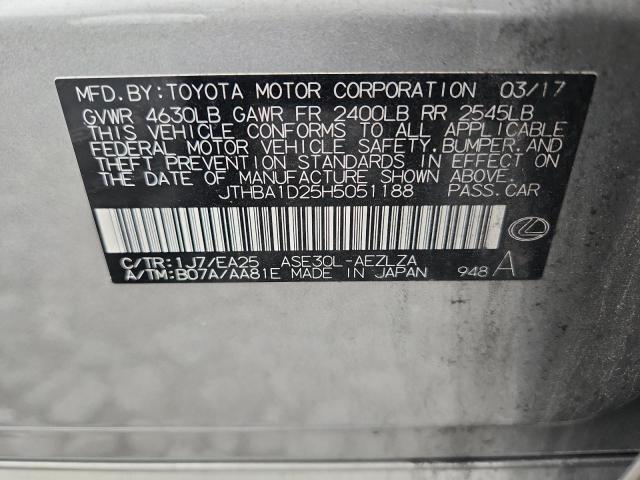 MFD. BY: TOYOTA MOTOR CORPORATION 03/17
GVWR 4630LB GAWR FR 2400LB RR 2545LB
THIS VEHICLE CONFORMS TO ALL APPLICABLE
FEDERAL MOTOR VEHICLE SAFETY, BUMPER, AND
THEFT PREVENTION STANDARDS IN EFFECT ON
THE DATE OF MANUFACTURE SHOWN ABOVE.
JTHBA1D25H5051188 PASS.CAR
C/TR: 1J7/EA25 ASE30L-AEZLZA
A/TM: B07A/AA81E MADE IN JAPAN 948 A